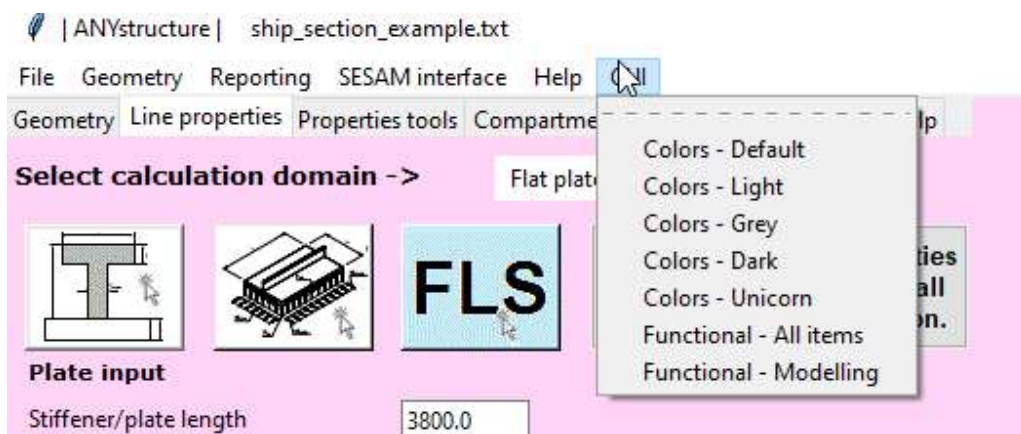 | ANYstructure | ship_section_example.txt
File Geometry Reporting SESAM interface Help
Geometry Line properties Properties tools
Colors - Default
Select calculation domain -> Flat
Colors - Light
Colors - Grey
Colors - Dark
Colors - Unicorn
Functional - All items
Functional - Modelling
FLS
Plate input
Stiffener/plate length 3800.0